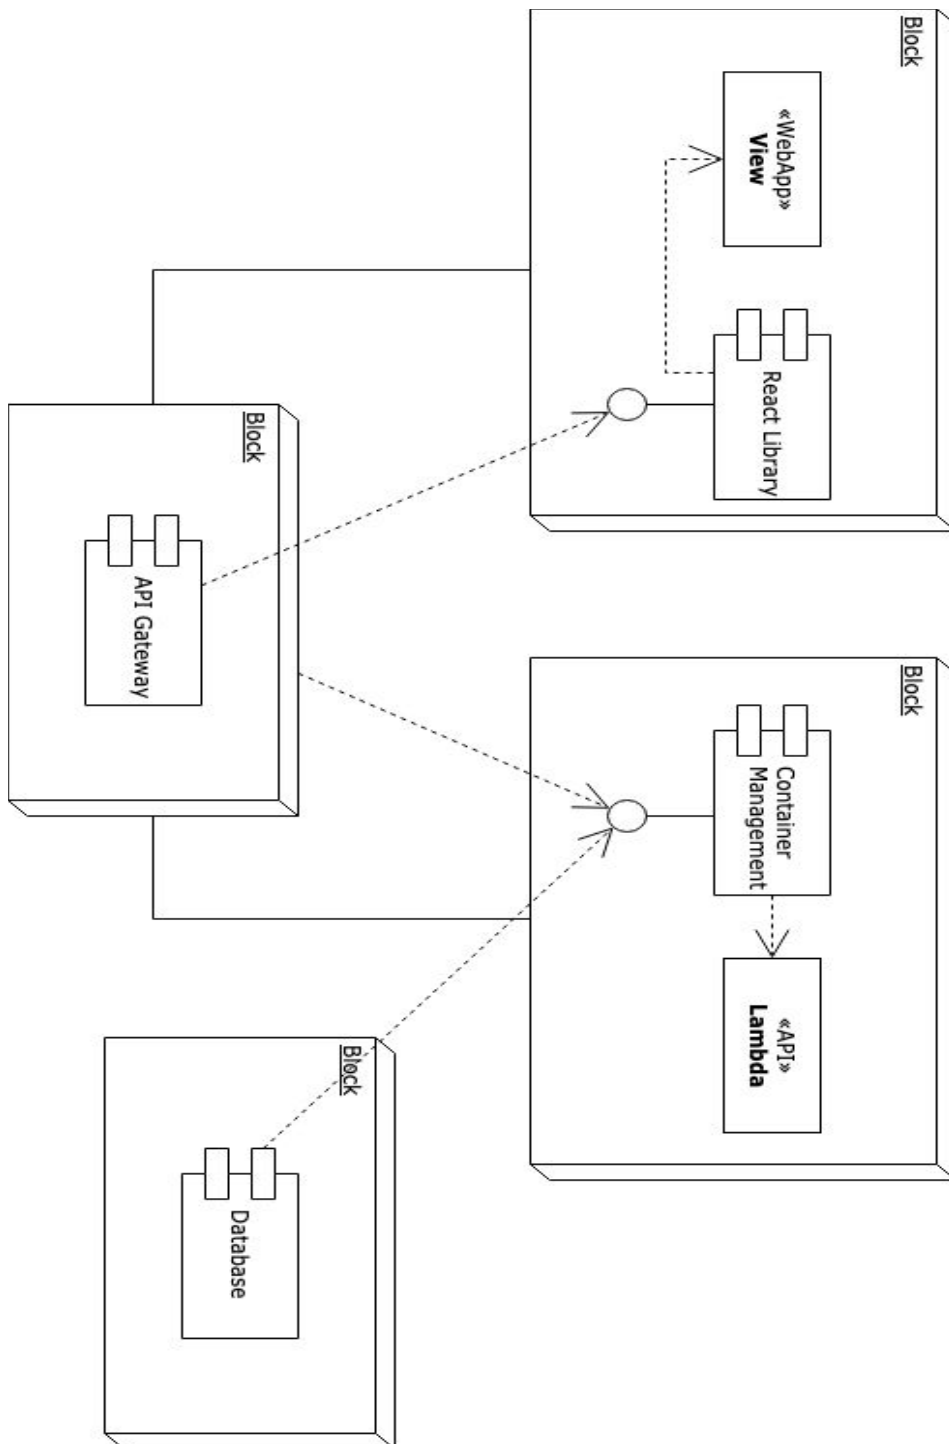 Block
«WebApp»
View
React Library
Block
Container
Management
«API»
Lambda
Block
API Gateway
Block
Database